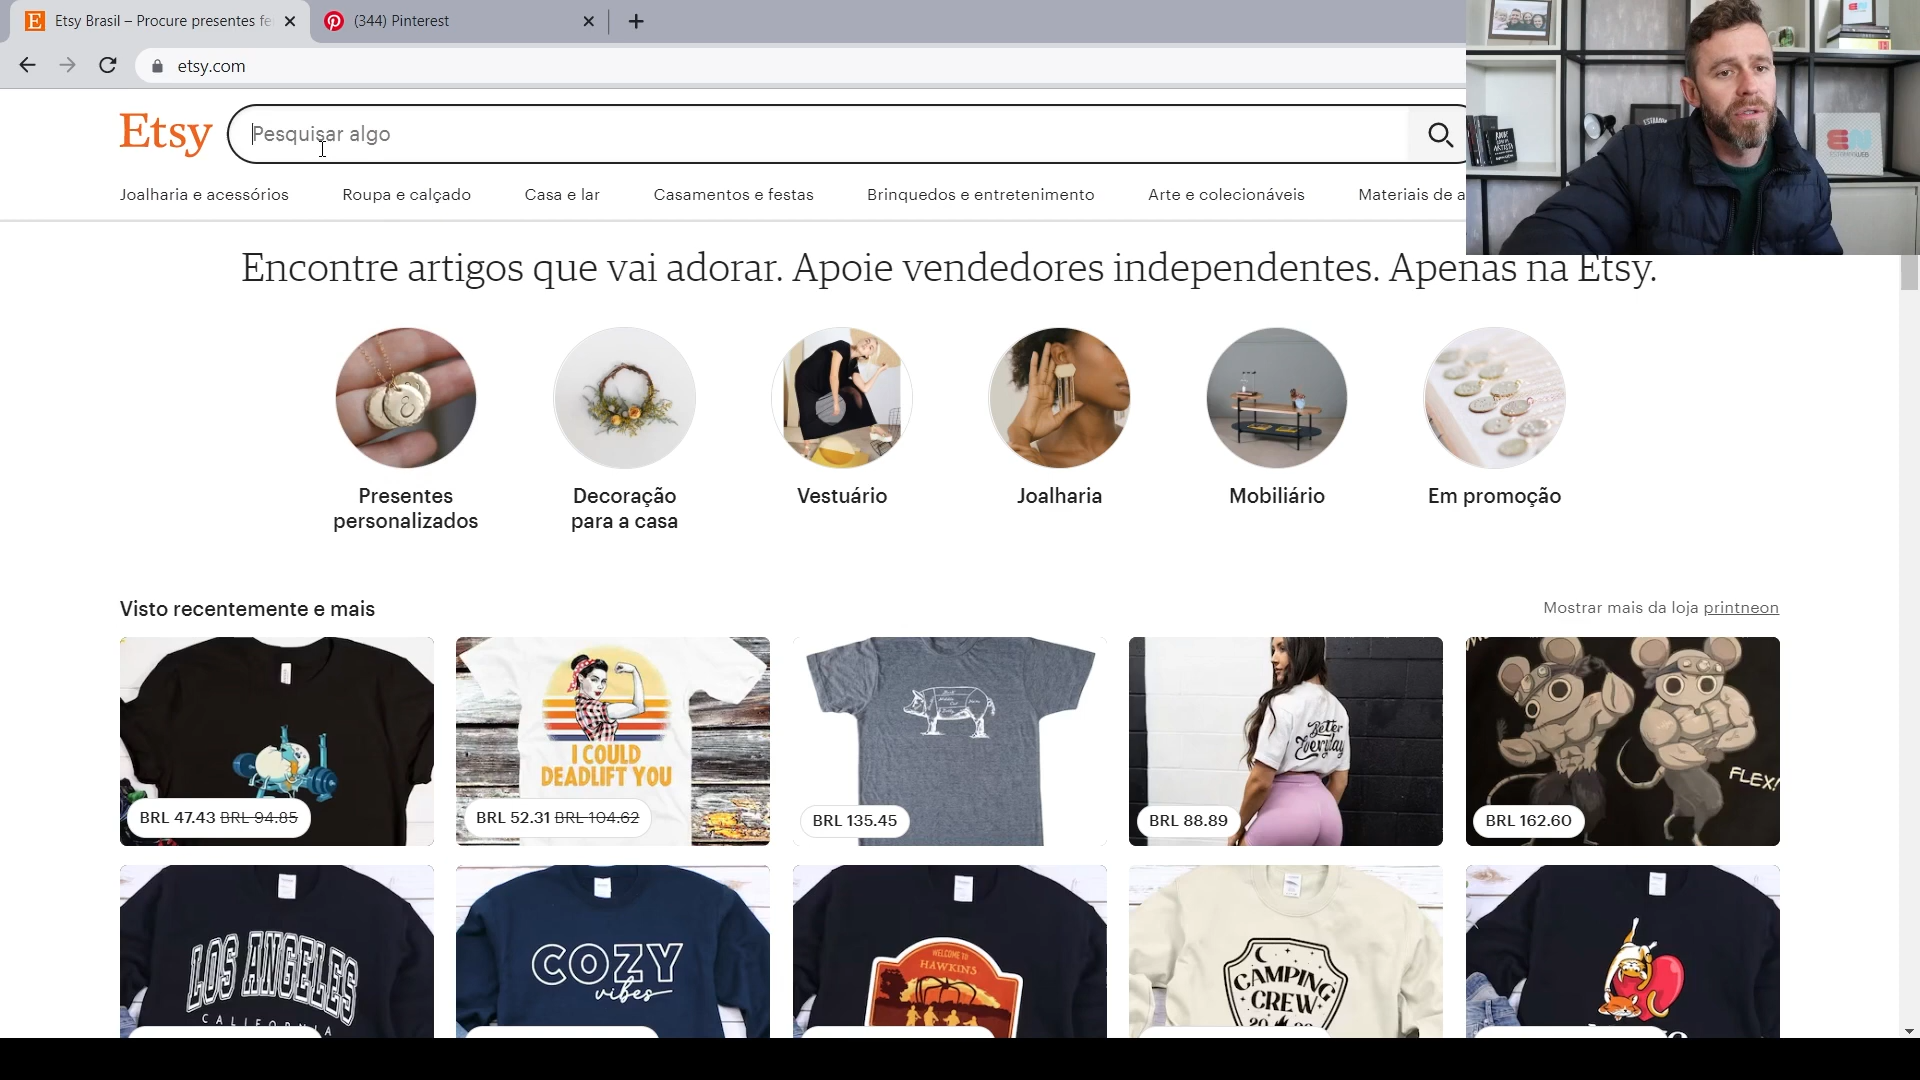 Etsy Brasil – Procure presentes fe
(344) Pinterest
etsy.com
Etsy
Pesquisar algo
Joalharia e acessórios
Roupa e calçado
Casa e lar
Casamentos e festas
Brinquedos e entretenimento
Arte e colecionáveis
Materiais de a
Encontre artigos que vai adorar. Apoie vendedores independentes. Apenas na Etsy.
Presentes
personalizados
Decoração
para a casa
Vestuário
Joalharia
Mobiliário
Em promoção
Visto recentemente e mais
Mostrar mais da loja printneon
I COULD
DEADLIFT YOU
Better
Everyday
FLEX!
BRL 47.43 BRL 94.85
BRL 52.31 BRL 104.62
BRL 135.45
BRL 88.89
BRL 162.60
LOS ANGELES
CALIFORNIA
COZY
vibes
WELCOME TO
HAWKINS
CAMPING
CREW